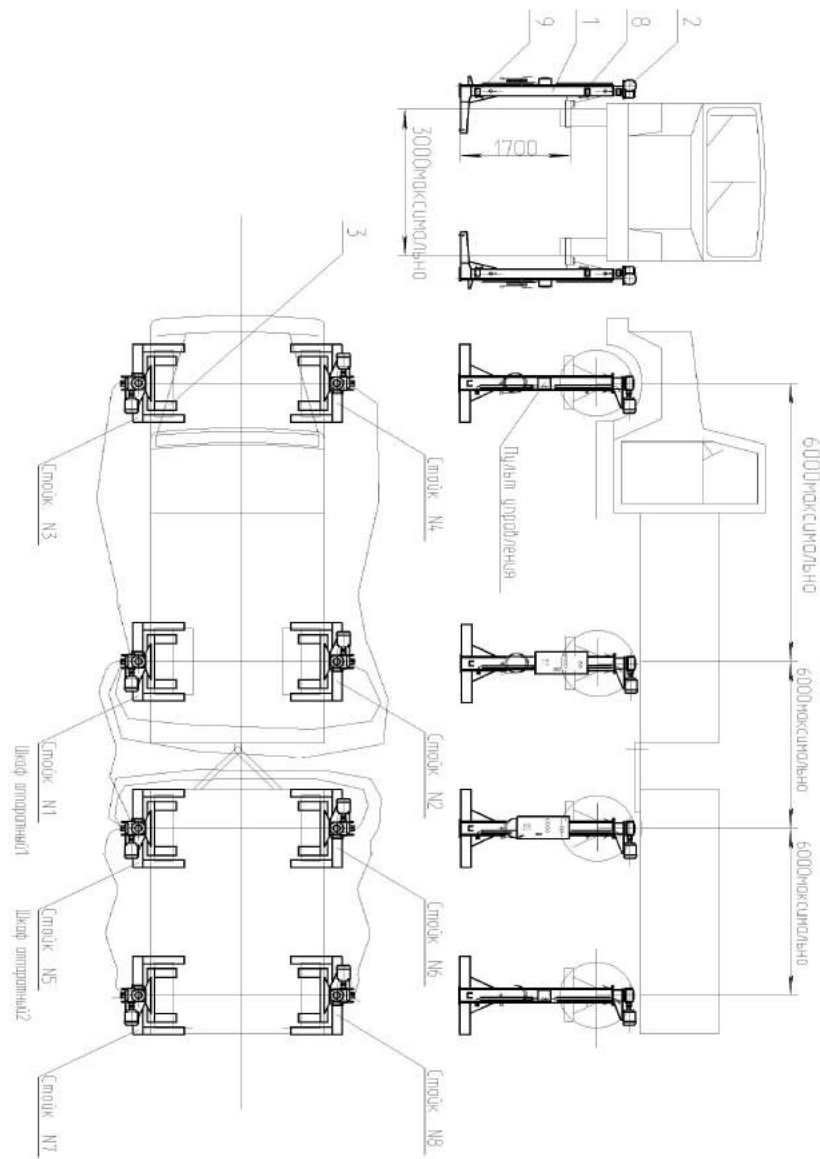 9
1
8
2
1700
3000максимально
3
6000максимально
6000максимально
6000максимально
Пульт управления
Стойк N3
Стойк N4
Стойк N1
Шкаф аппаратный1
Стойк N2
Стойк N5
Шкаф аппаратный2
Стойк N6
Стойк N7
Стойк N8